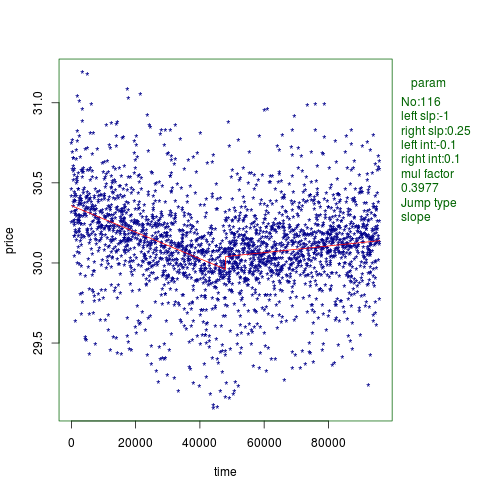 param
No:116
left slp:-1
right slp:0.25
left int:-0.1
right int:0.1
mul factor
0.3977
Jump type
slope
31.0
30.5
30.0
29.5
price
0 20000 40000 60000 80000
time